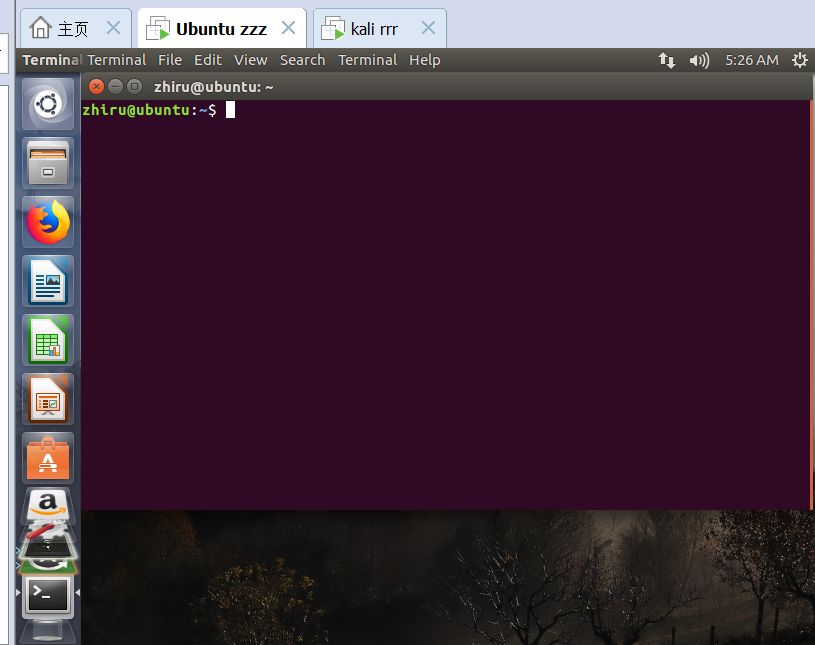 主页 Ubuntu zzz kali rrr
Terminal Terminal File Edit View Search Terminal Help 5:26 AM
zhiru@ubuntu: ~
zhiru@ubuntu:~$